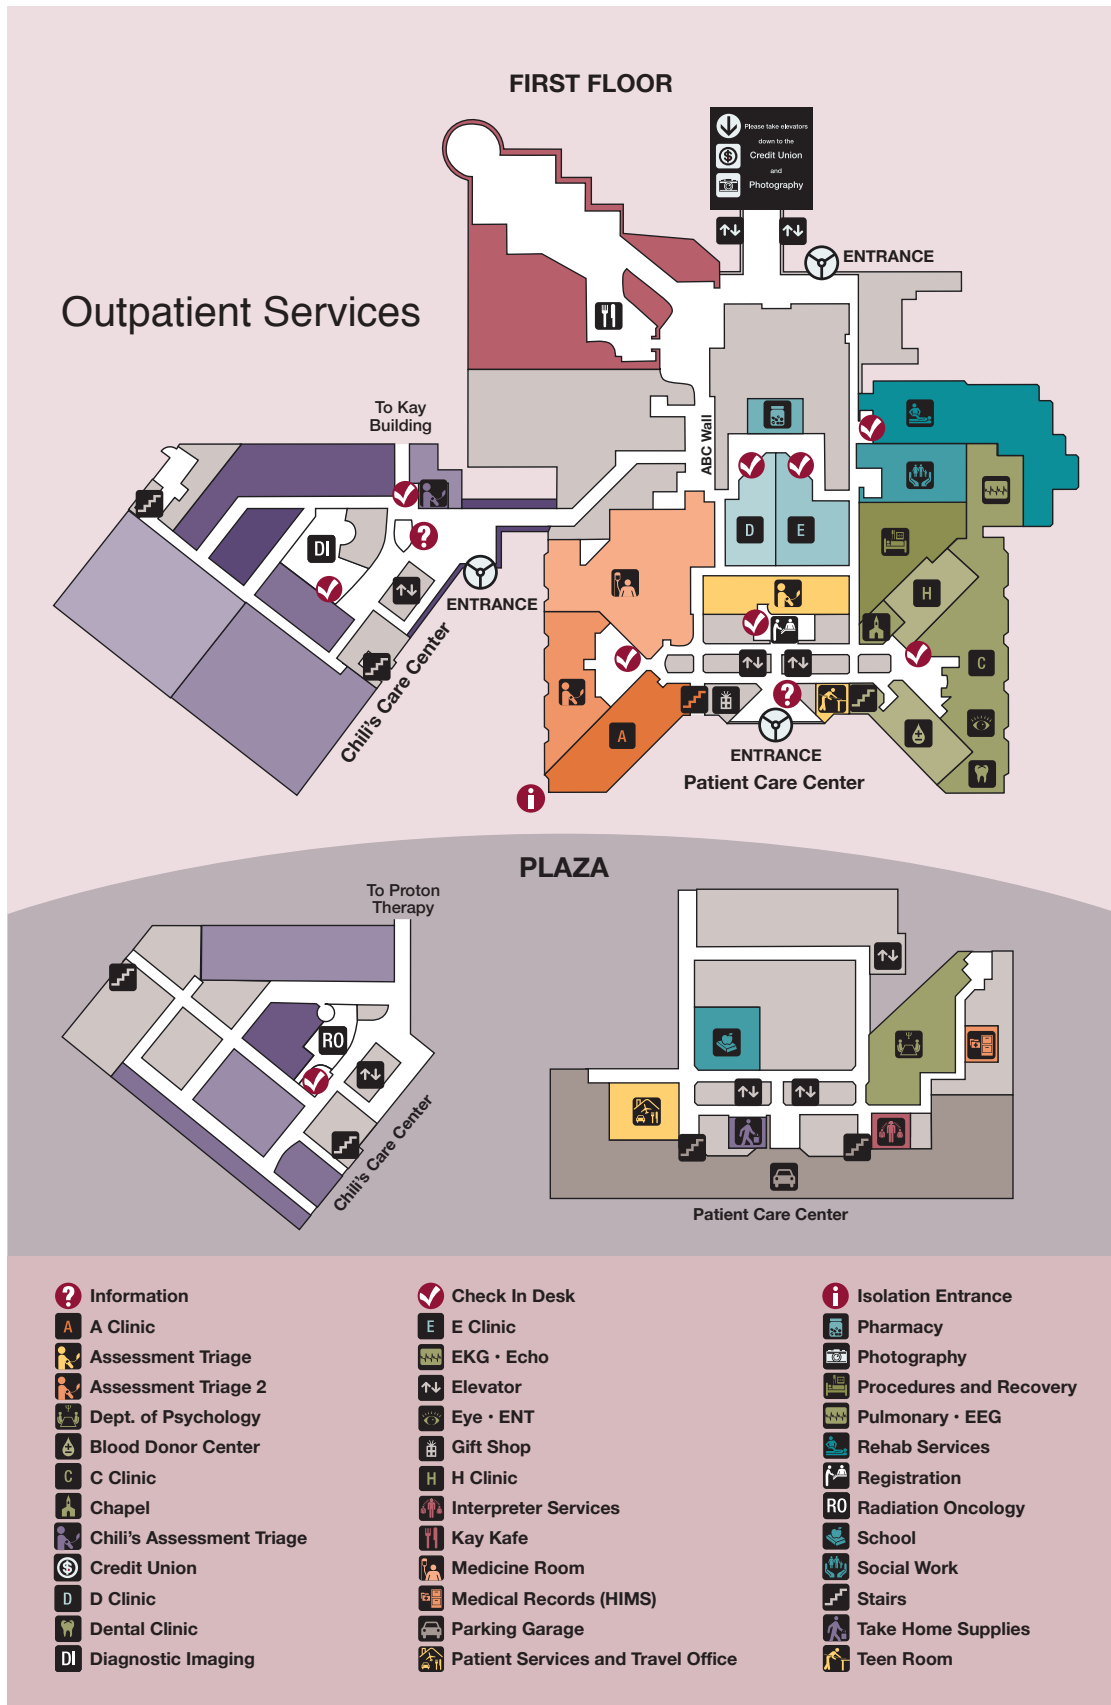 FIRST FLOOR
Please take elevators
down to the
Credit Union
and
Photography
ENTRANCE
Outpatient Services
To Kay
Building
ABC Wall
D
E
DI
H
C
A
ENTRANCE
Chili's Care Center
ENTRANCE
Patient Care Center
PLAZA
To Proton
Therapy
RO
Chili's Care Center
Patient Care Center
Information
A A Clinic
Assessment Triage
Assessment Triage 2
Dept. of Psychology
Blood Donor Center
C C Clinic
Chapel
Chili's Assessment Triage
Credit Union
D D Clinic
Dental Clinic
DI Diagnostic Imaging
Check In Desk
E E Clinic
EKG • Echo
Elevator
Eye • ENT
Gift Shop
H H Clinic
Interpreter Services
Kay Kafe
Medicine Room
Medical Records (HIMS)
Parking Garage
Patient Services and Travel Office
Isolation Entrance
Pharmacy
Photography
Procedures and Recovery
Pulmonary • EEG
Rehab Services
Registration
RO Radiation Oncology
School
Social Work
Stairs
Take Home Supplies
Teen Room